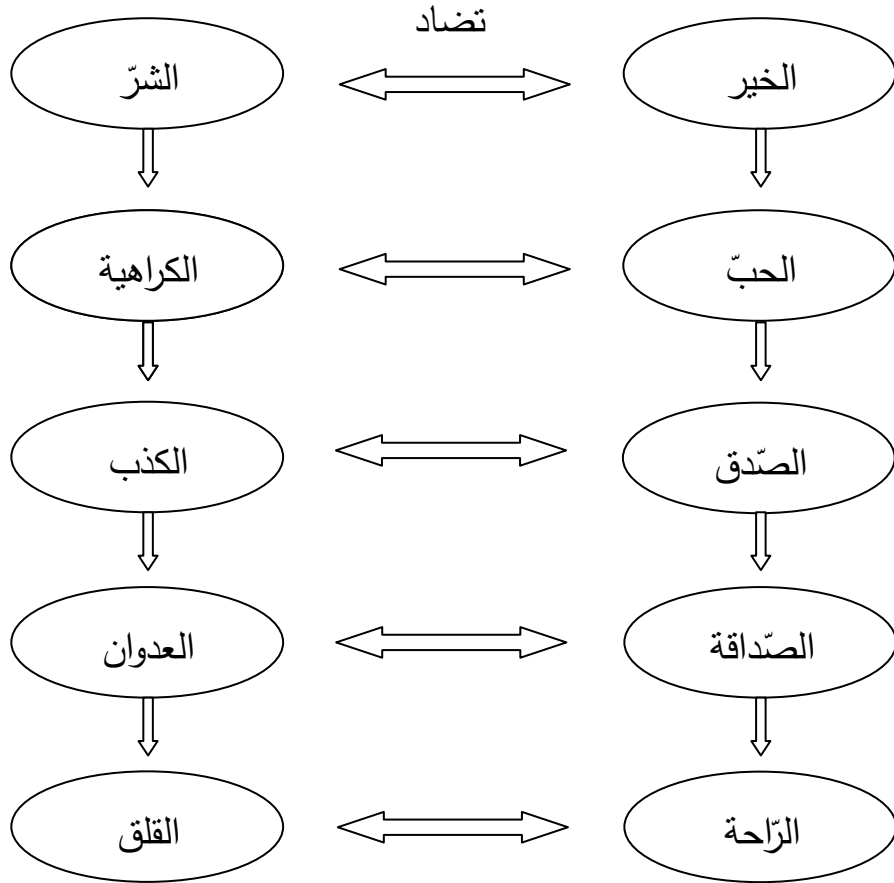 تضاد
الخير الشرّ
الحبّ الكراهية
الصّدق الكذب
الصّداقة العدوان
الرّاحة القلق